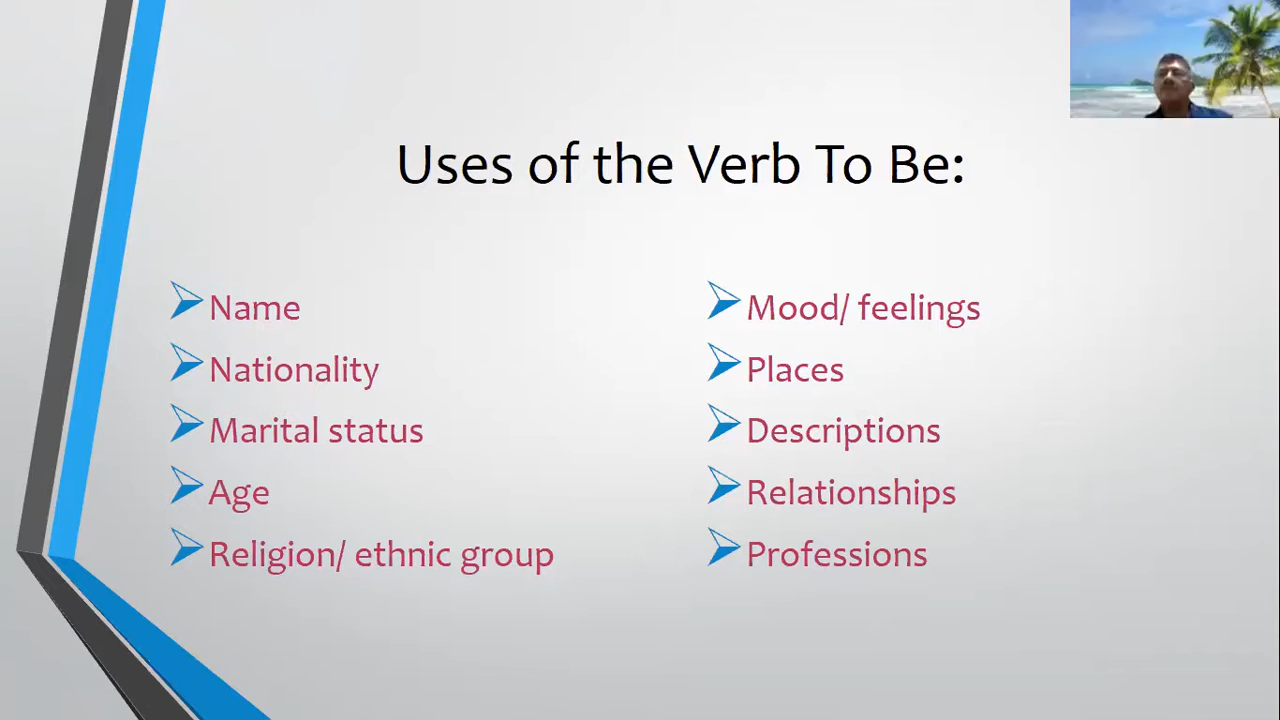 Uses of the Verb To Be:
Name
Nationality
Marital status
Age
Religion/ ethnic group
Mood/ feelings
Places
Descriptions
Relationships
Professions